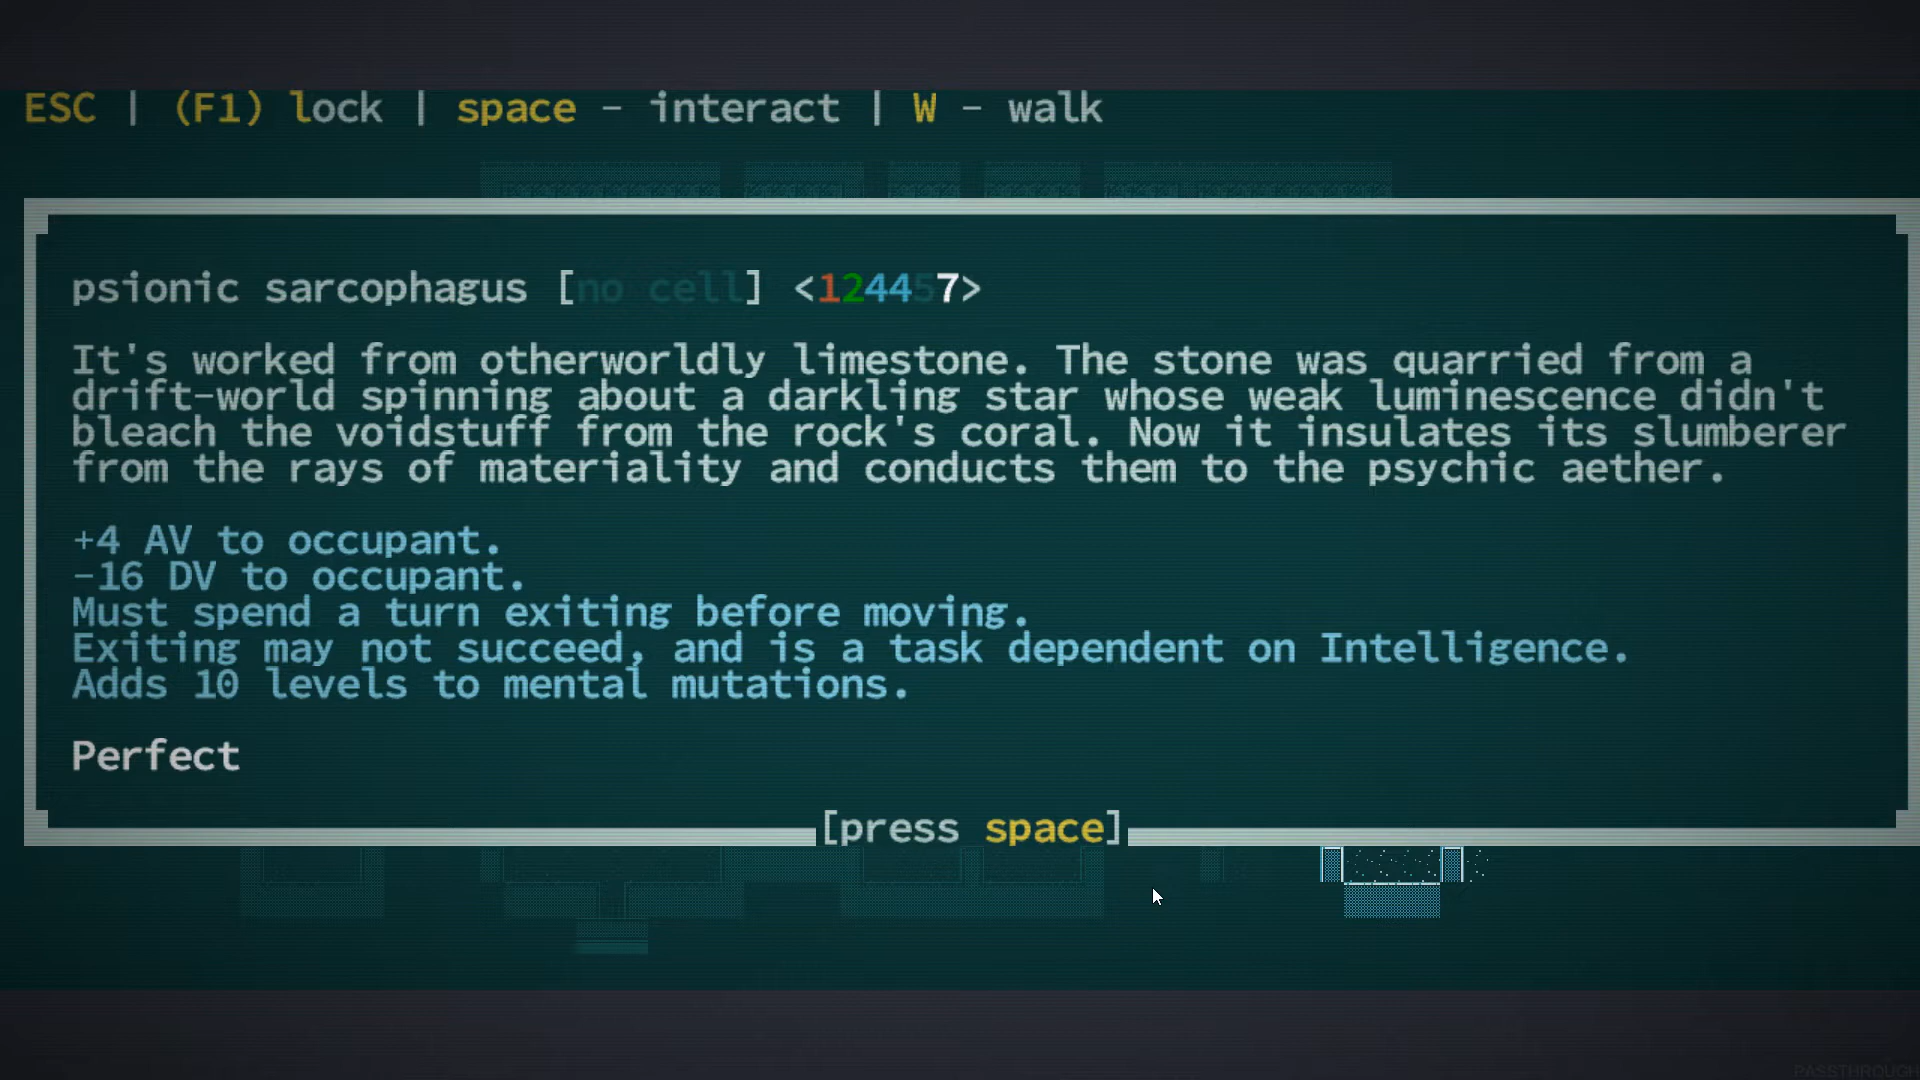 ESC | (F1) lock | space - interact | W - walk
psionic sarcophagus [no cell] <124457>
It's worked from otherworldly limestone. The stone was quarried from a
drift-world spinning about a darkling star whose weak luminescence didn't
bleach the voidstuff from the rock's coral. Now it insulates its slumberer
from the rays of materiality and conducts them to the psychic aether.
+4 AV to occupant.
-16 DV to occupant.
Must spend a turn exiting before moving.
Exiting may not succeed, and is a task dependent on Intelligence.
Adds 10 levels to mental mutations.
Perfect
[press space]
PASSTHROUGH